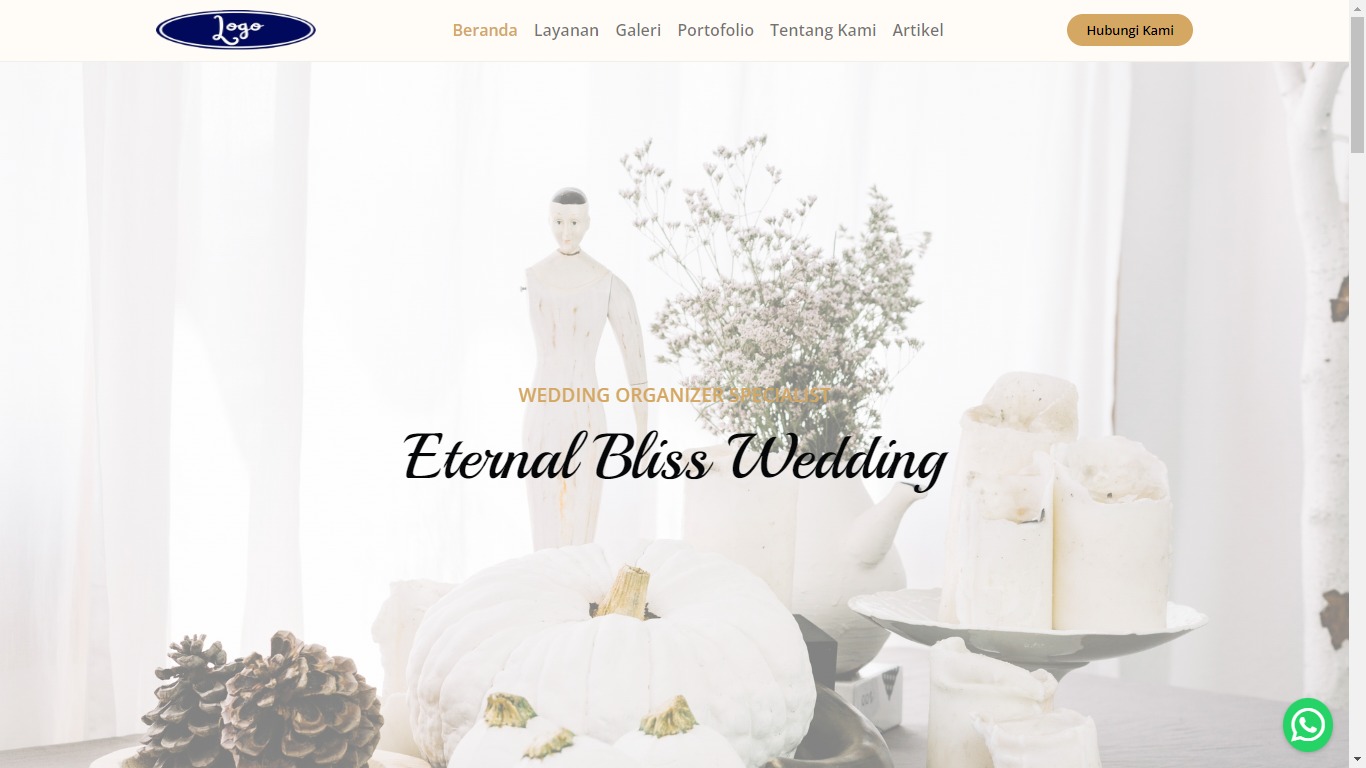 Logo
Beranda Layanan Galeri Portofolio Tentang Kami Artikel
Hubungi Kami
WEDDING ORGANIZER SPECIALIST
Eternal Bliss Wedding